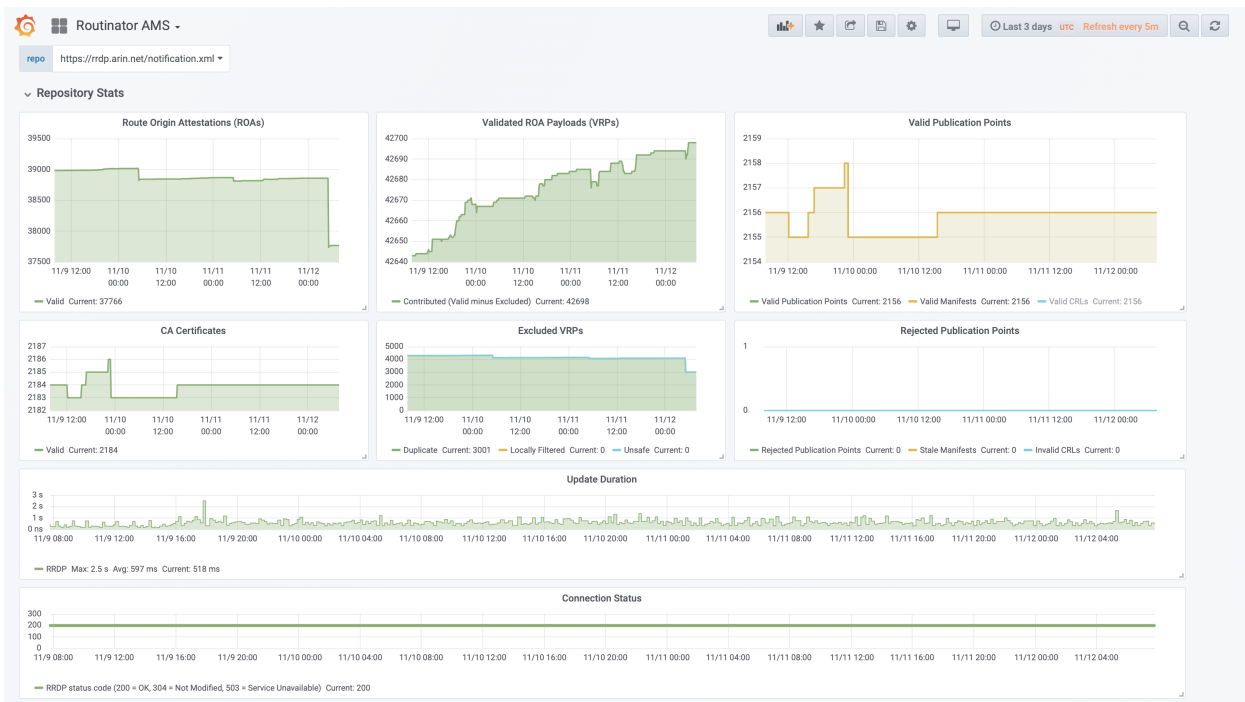 Routinator AMS
Last 3 days UTC Refresh every 5m
repo https://rrdp.arin.net/notification.xml
Repository Stats
Route Origin Attestations (ROAs)
39500
39000
38500
38000
37500
11/9 12:00 11/10 00:00 11/10 12:00 11/11 00:00 11/11 12:00 11/12 00:00
Valid Current: 37766
Validated ROA Payloads (VRPs)
42700
42690
42680
42670
42660
42650
42640
11/9 12:00 11/10 00:00 11/10 12:00 11/11 00:00 11/11 12:00 11/12 00:00
Contributed (Valid minus Excluded) Current: 42698
Valid Publication Points
2159
2158
2157
2156
2155
2154
11/9 12:00 11/10 00:00 11/10 12:00 11/11 00:00 11/11 12:00 11/12 00:00
Valid Publication Points Current: 2156 Valid Manifests Current: 2156 Valid CRLs Current: 2156
CA Certificates
2187
2186
2185
2184
2183
2182
11/9 12:00 11/10 00:00 11/10 12:00 11/11 00:00 11/11 12:00 11/12 00:00
Valid Current: 2184
Excluded VRPs
5000
4000
3000
2000
1000
0
11/9 12:00 11/10 00:00 11/10 12:00 11/11 00:00 11/11 12:00 11/12 00:00
Duplicate Current: 3001 Locally Filtered Current: 0 Unsafe Current: 0
Rejected Publication Points
1
0
11/9 12:00 11/10 00:00 11/10 12:00 11/11 00:00 11/11 12:00 11/12 00:00
Rejected Publication Points Current: 0 Stale Manifests Current: 0 Invalid CRLs Current: 0
Update Duration
3 s
2 s
1 s
0 ns
11/9 08:00 11/9 12:00 11/9 16:00 11/9 20:00 11/10 00:00 11/10 04:00 11/10 08:00 11/10 12:00 11/10 16:00 11/10 20:00 11/11 00:00 11/11 04:00 11/11 08:00 11/11 12:00 11/11 16:00 11/11 20:00 11/12 00:00 11/12 04:00
RRDP Max: 2.5 s Avg: 597 ms Current: 518 ms
Connection Status
300
200
100
0
11/9 08:00 11/9 12:00 11/9 16:00 11/9 20:00 11/10 00:00 11/10 04:00 11/10 08:00 11/10 12:00 11/10 16:00 11/10 20:00 11/11 00:00 11/11 04:00 11/11 08:00 11/11 12:00 11/11 16:00 11/11 20:00 11/12 00:00 11/12 04:00
RRDP status code (200 = OK, 304 = Not Modified, 503 = Service Unavailable) Current: 200